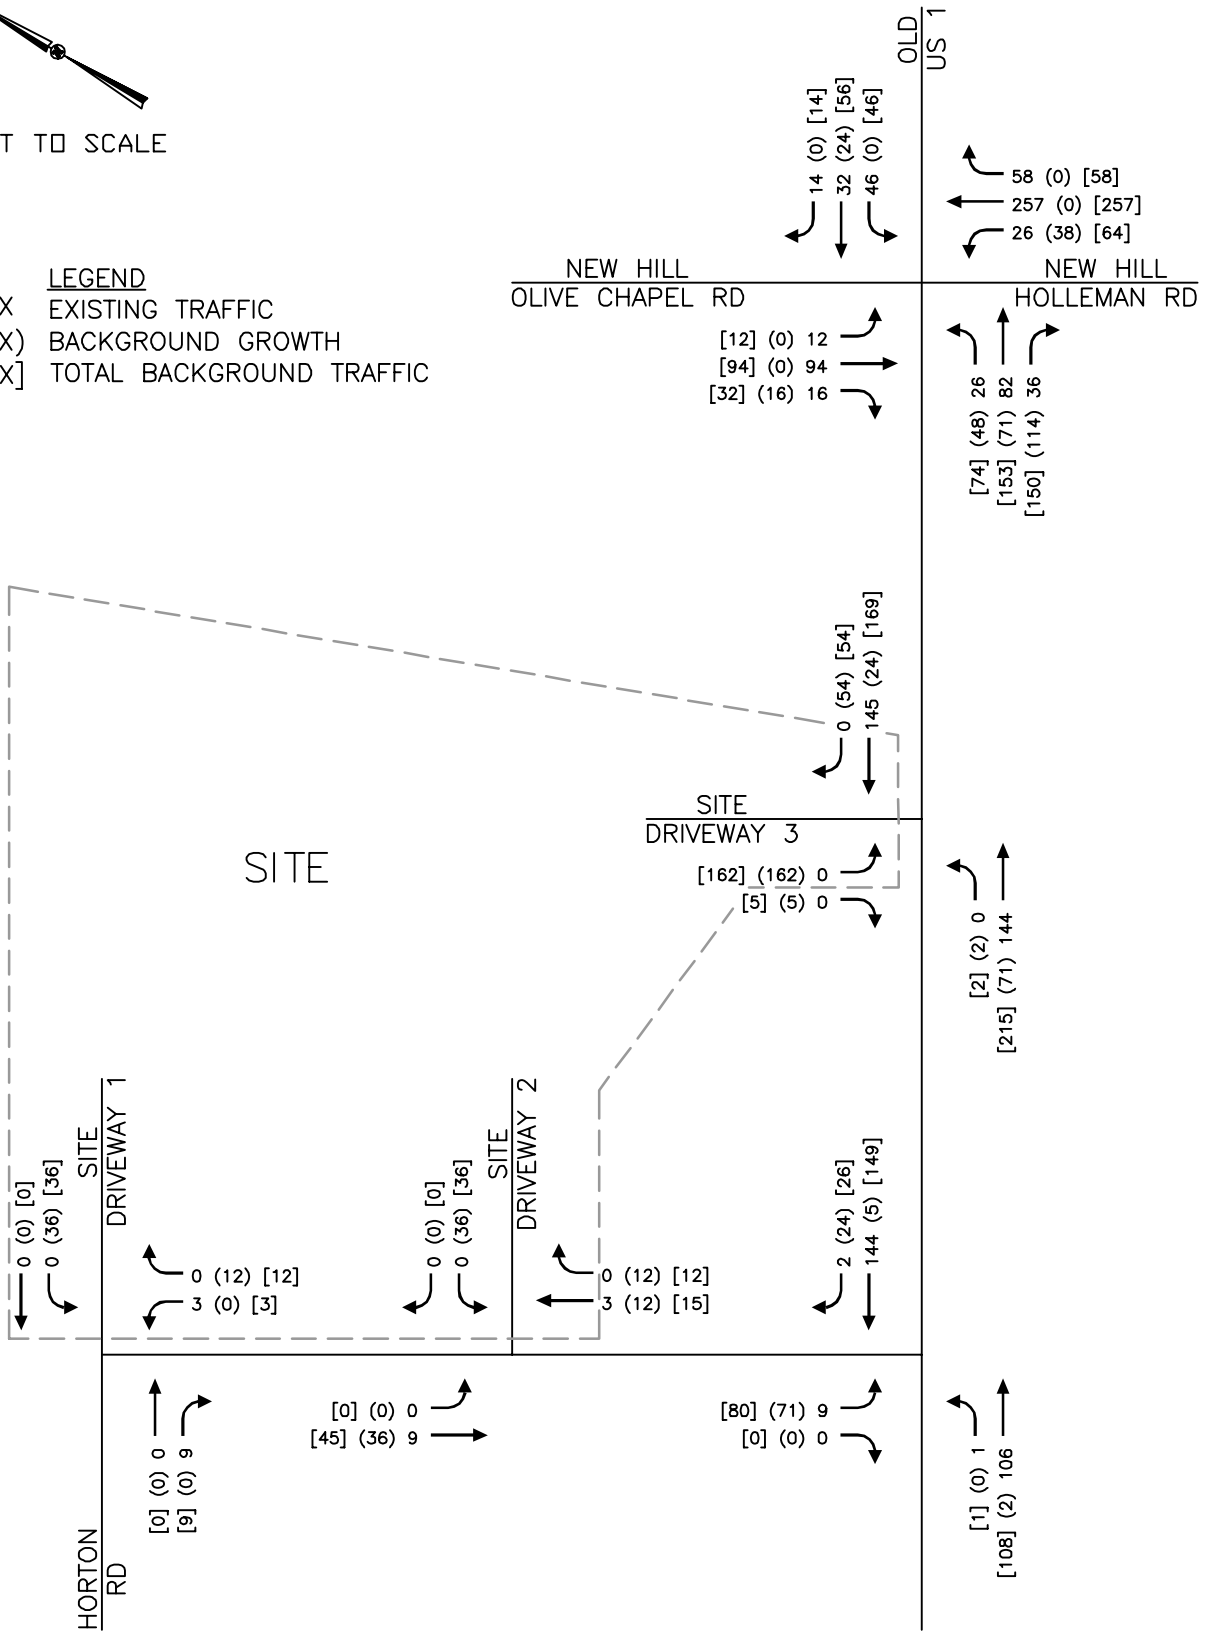 OLD
US 1
14 (0) [14]
32 (24) [56]
46 (0) [46]
T TO SCALE
58 (0) [58]
257 (0) [257]
26 (38) [64]
LEGEND
X EXISTING TRAFFIC
X) BACKGROUND GROWTH
X] TOTAL BACKGROUND TRAFFIC
NEW HILL
OLIVE CHAPEL RD
NEW HILL
HOLLEMAN RD
[12] (0) 12
[94] (0) 94
[32] (16) 16
[74] (48) 26
[153] (71) 82
[150] (114) 36
0 (54) [54]
145 (24) [169]
SITE
DRIVEWAY 3
SITE
[162] (162) 0
[5] (5) 0
[2] (2) 0
[215] (71) 144
SITE
DRIVEWAY 1
SITE
DRIVEWAY 2
0 (0) [0]
0 (36) [36]
0 (0) [0]
0 (36) [36]
2 (24) [26]
144 (5) [149]
0 (12) [12]
3 (0) [3]
0 (12) [12]
3 (12) [15]
[0] (0) 0
[9] (0) 9
[0] (0) 0
[45] (36) 9
[80] (71) 9
[0] (0) 0
[1] (0) 1
[108] (2) 106
HORTON
RD